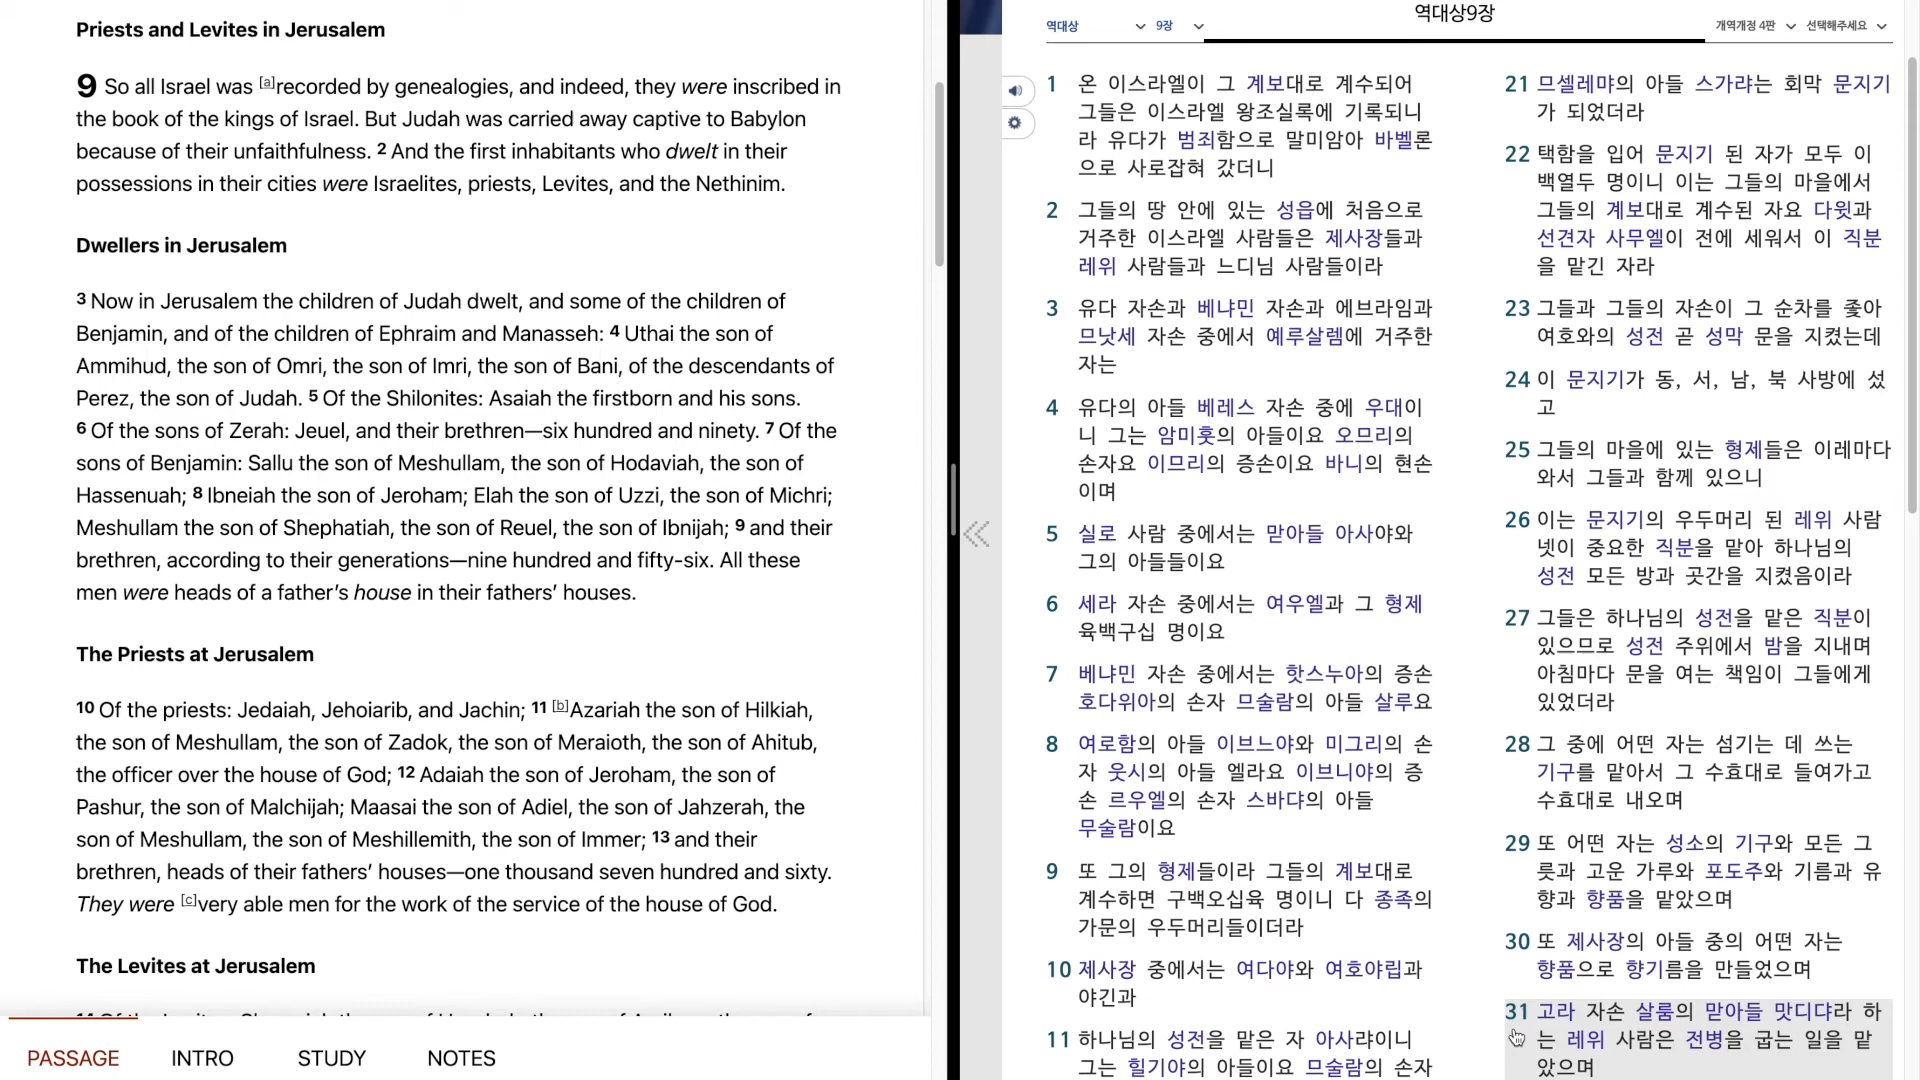 Priests and Levites in Jerusalem
9 So all Israel was [a]recorded by genealogies, and indeed, they were inscribed in
the book of the kings of Israel. But Judah was carried away captive to Babylon
because of their unfaithfulness. 2 And the first inhabitants who dwelt in their
possessions in their cities were Israelites, priests, Levites, and the Nethinim.
Dwellers in Jerusalem
3 Now in Jerusalem the children of Judah dwelt, and some of the children of
Benjamin, and of the children of Ephraim and Manasseh: 4 Uthai the son of
Ammihud, the son of Omri, the son of Imri, the son of Bani, of the descendants of
Perez, the son of Judah. 5 Of the Shilonites: Asaiah the firstborn and his sons.
6 Of the sons of Zerah: Jeuel, and their brethren—six hundred and ninety. 7 Of the
sons of Benjamin: Sallu the son of Meshullam, the son of Hodaviah, the son of
Hassenuah; 8 Ibneiah the son of Jeroham; Elah the son of Uzzi, the son of Michri;
Meshullam the son of Shephatiah, the son of Reuel, the son of Ibnijah; 9 and their
brethren, according to their generations—nine hundred and fifty-six. All these
men were heads of a father’s house in their fathers’ houses.
The Priests at Jerusalem
10 Of the priests: Jedaiah, Jehoiarib, and Jachin; 11 [b]Azariah the son of Hilkiah,
the son of Meshullam, the son of Zadok, the son of Meraioth, the son of Ahitub,
the officer over the house of God; 12 Adaiah the son of Jeroham, the son of
Pashur, the son of Malchijah; Maasai the son of Adiel, the son of Jahzerah, the
son of Meshullam, the son of Meshillemith, the son of Immer; 13 and their
brethren, heads of their fathers’ houses—one thousand seven hundred and sixty.
They were [c]very able men for the work of the service of the house of God.
The Levites at Jerusalem
PASSAGE INTRO STUDY NOTES
역대상 9장
역대상9장
개역개정 4판 선택해주세요
1 온 이스라엘이 그 계보대로 계수되어
그들은 이스라엘 왕조실록에 기록되니
라 유다가 범죄함으로 말미암아 바벨론
으로 사로잡혀 갔더니
2 그들의 땅 안에 있는 성읍에 처음으로
거주한 이스라엘 사람들은 제사장들과
레위 사람들과 느디님 사람들이라
3 유다 자손과 베냐민 자손과 에브라임과
므낫세 자손 중에서 예루살렘에 거주한
자는
4 유다의 아들 베레스 자손 중에 우대이
니 그는 암미훗의 아들이요 오므리의
손자요 이므리의 증손이요 바니의 현손
이며
5 실로 사람 중에서는 맏아들 아사야와
그의 아들들이요
6 세라 자손 중에서는 여우엘과 그 형제
육백구십 명이요
7 베냐민 자손 중에서는 핫스누아의 증손
호다위아의 손자 므술람의 아들 살루요
8 여로함의 아들 이브느야와 미그리의 손
자 웃시의 아들 엘라요 이브니야의 증
손 르우엘의 손자 스바댜의 아들
무술람이요
9 또 그의 형제들이라 그들의 계보대로
계수하면 구백오십육 명이니 다 종족의
가문의 우두머리들이더라
10 제사장 중에서는 여다야와 여호야립과
야긴과
11 하나님의 성전을 맡은 자 아사랴이니
그는 힐기야의 아들이요 므술람의 손자
21 므셀레먀의 아들 스가랴는 회막 문지기
가 되었더라
22 택함을 입어 문지기 된 자가 모두 이
백열두 명이니 이는 그들의 마을에서
그들의 계보대로 계수된 자요 다윗과
선견자 사무엘이 전에 세워서 이 직분
을 맡긴 자라
23 그들과 그들의 자손이 그 순차를 좇아
여호와의 성전 곧 성막 문을 지켰는데
24 이 문지기가 동, 서, 남, 북 사방에 섰
고
25 그들의 마을에 있는 형제들은 이레마다
와서 그들과 함께 있으니
26 이는 문지기의 우두머리 된 레위 사람
넷이 중요한 직분을 맡아 하나님의
성전 모든 방과 곳간을 지켰음이라
27 그들은 하나님의 성전을 맡은 직분이
있으므로 성전 주위에서 밤을 지내며
아침마다 문을 여는 책임이 그들에게
있었더라
28 그 중에 어떤 자는 섬기는 데 쓰는
기구를 맡아서 그 수효대로 들여가고
수효대로 내오며
29 또 어떤 자는 성소의 기구와 모든 그
릇과 고운 가루와 포도주와 기름과 유
향과 향품을 맡았으며
30 또 제사장의 아들 중의 어떤 자는
향품으로 향기름을 만들었으며
31 고라 자손 살룸의 맏아들 맛디댜라 하
는 레위 사람은 전병을 굽는 일을 맡
았으며